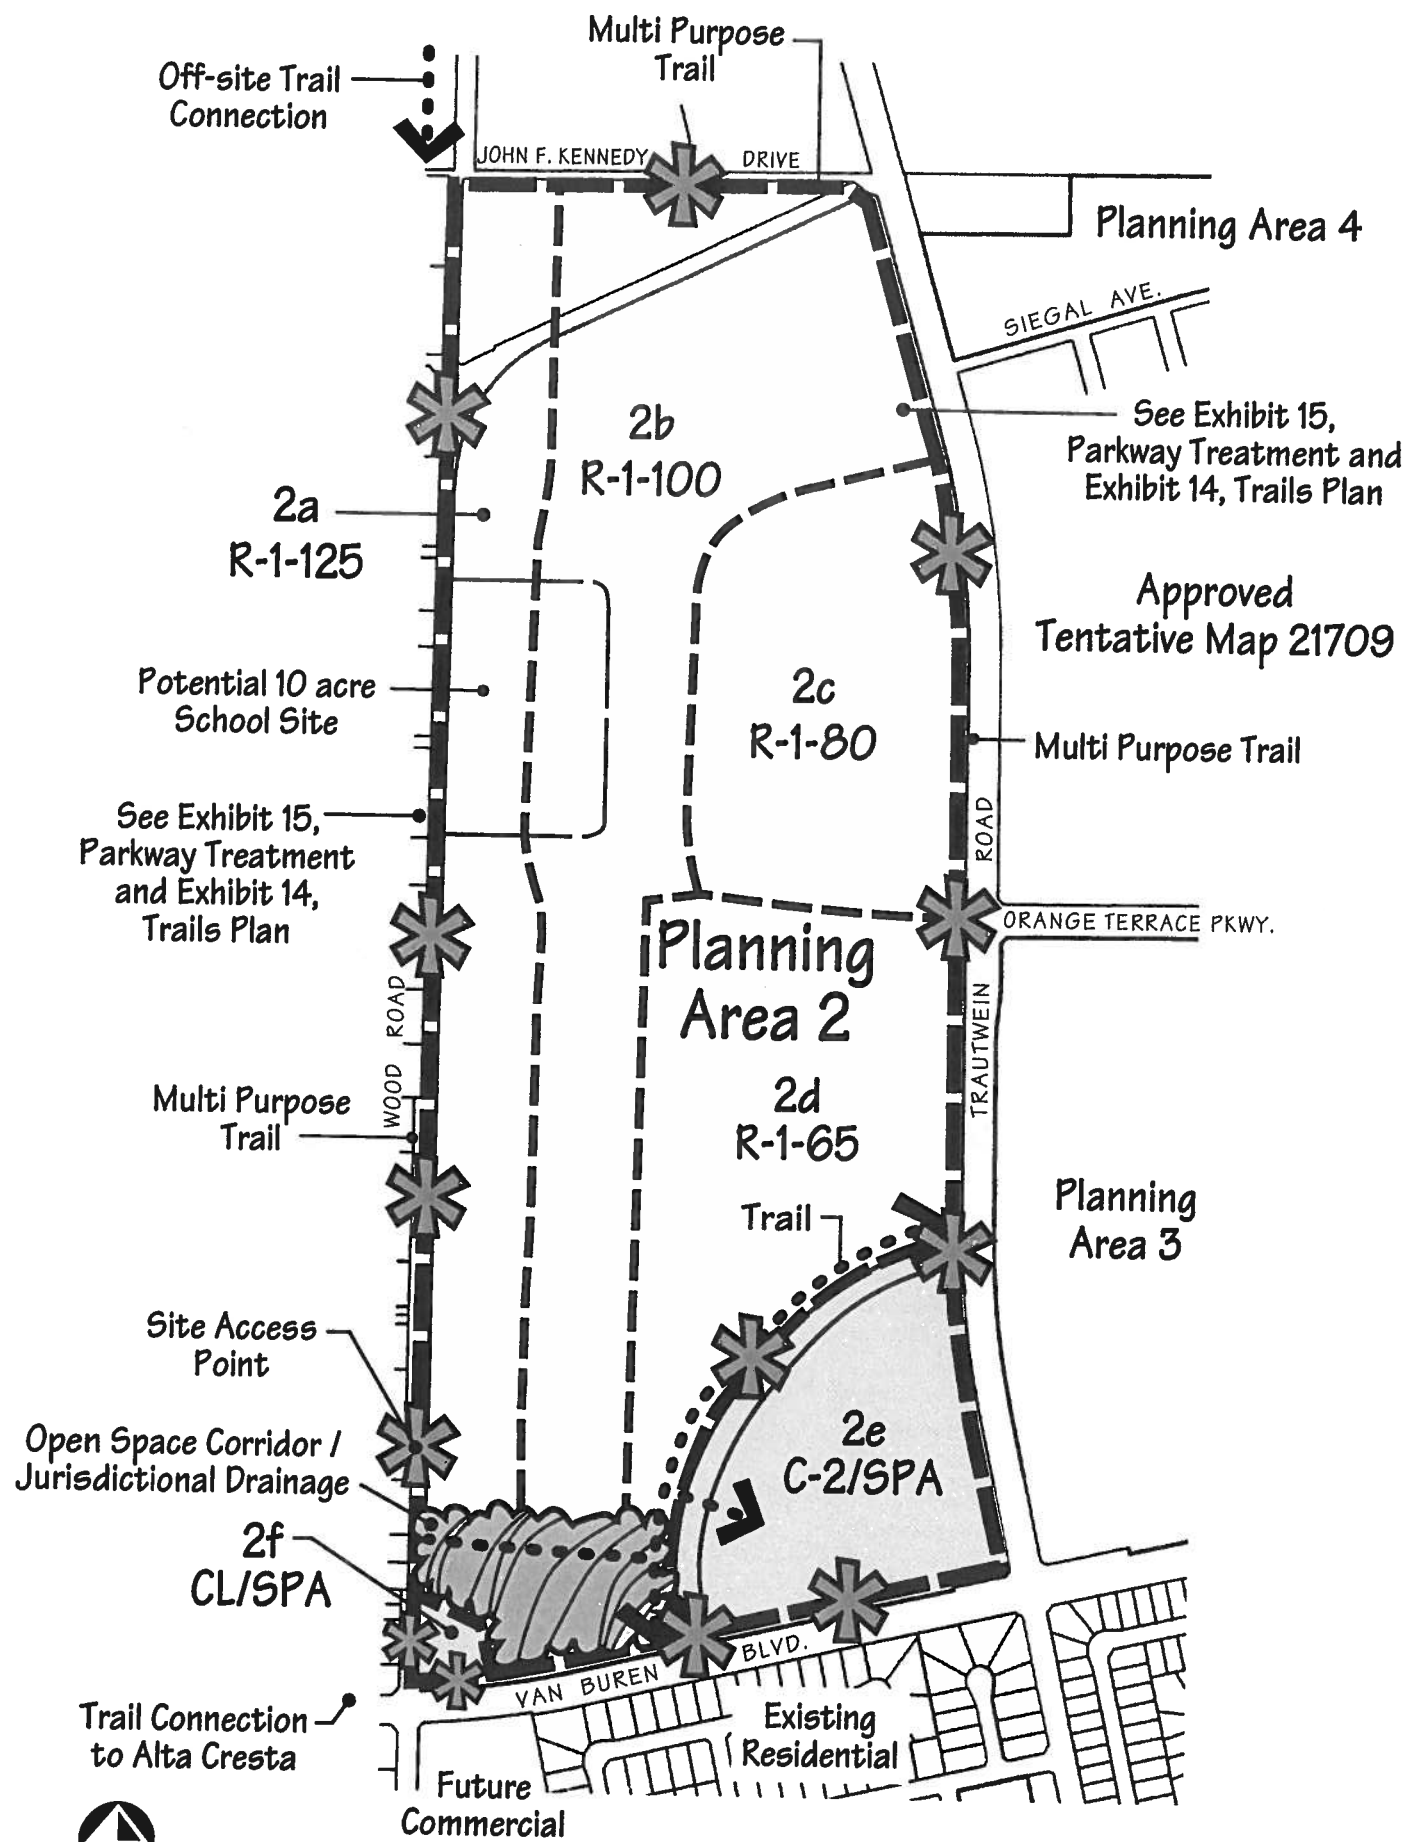 Multi Purpose
Trail
Off-site Trail
Connection
JOHN F. KENNEDY DRIVE
Planning Area 4
SIEGAL AVE.
2b
R-1-100
See Exhibit 15,
Parkway Treatment and
Exhibit 14, Trails Plan
2a
R-1-125
Approved
Tentative Map 21709
Potential 10 acre
School Site
2c
R-1-80
Multi Purpose Trail
See Exhibit 15,
Parkway Treatment
and Exhibit 14,
Trails Plan
TRAUTWEIN ROAD
ORANGE TERRACE PKWY.
Planning
Area 2
WOOD ROAD
Multi Purpose
Trail
2d
R-1-65
Trail
Planning
Area 3
Site Access
Point
Open Space Corridor /
Jurisdictional Drainage
2e
C-2/SPA
2f
CL/SPA
VAN BUREN BLVD.
Trail Connection
to Alta Cresta
Existing
Residential
Future
Commercial